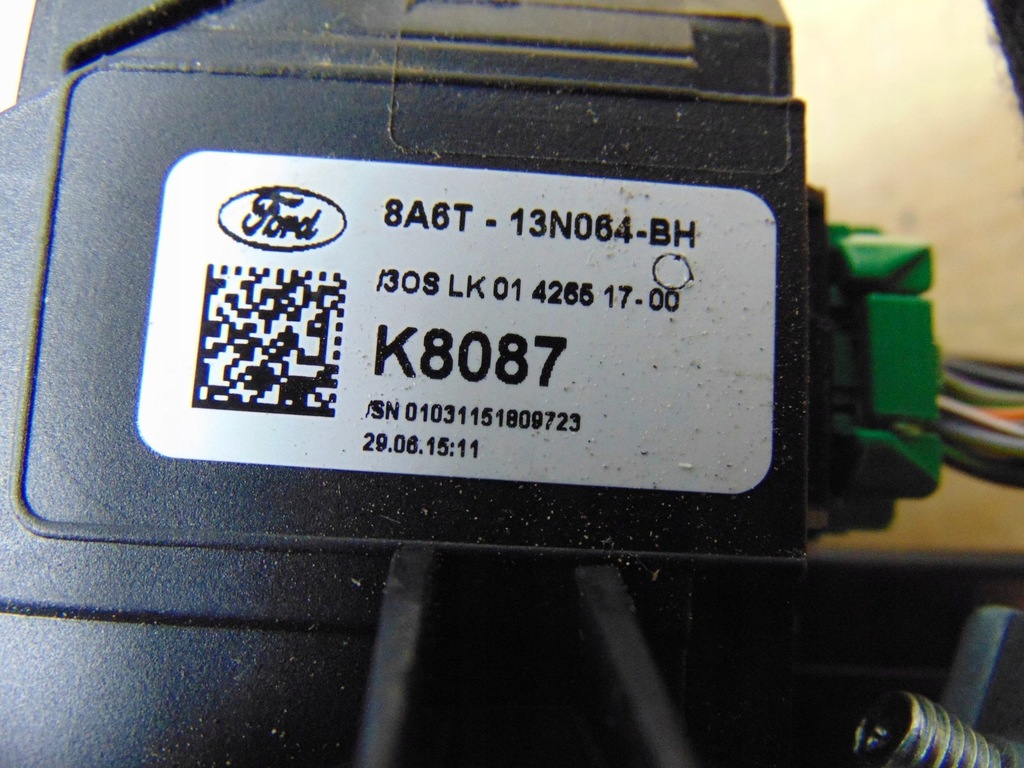 Ford
8A6T - 13N064-BH
/3OS LK 01 4265 17-00
K8087
/SN 01031151809723
29.06.15:11